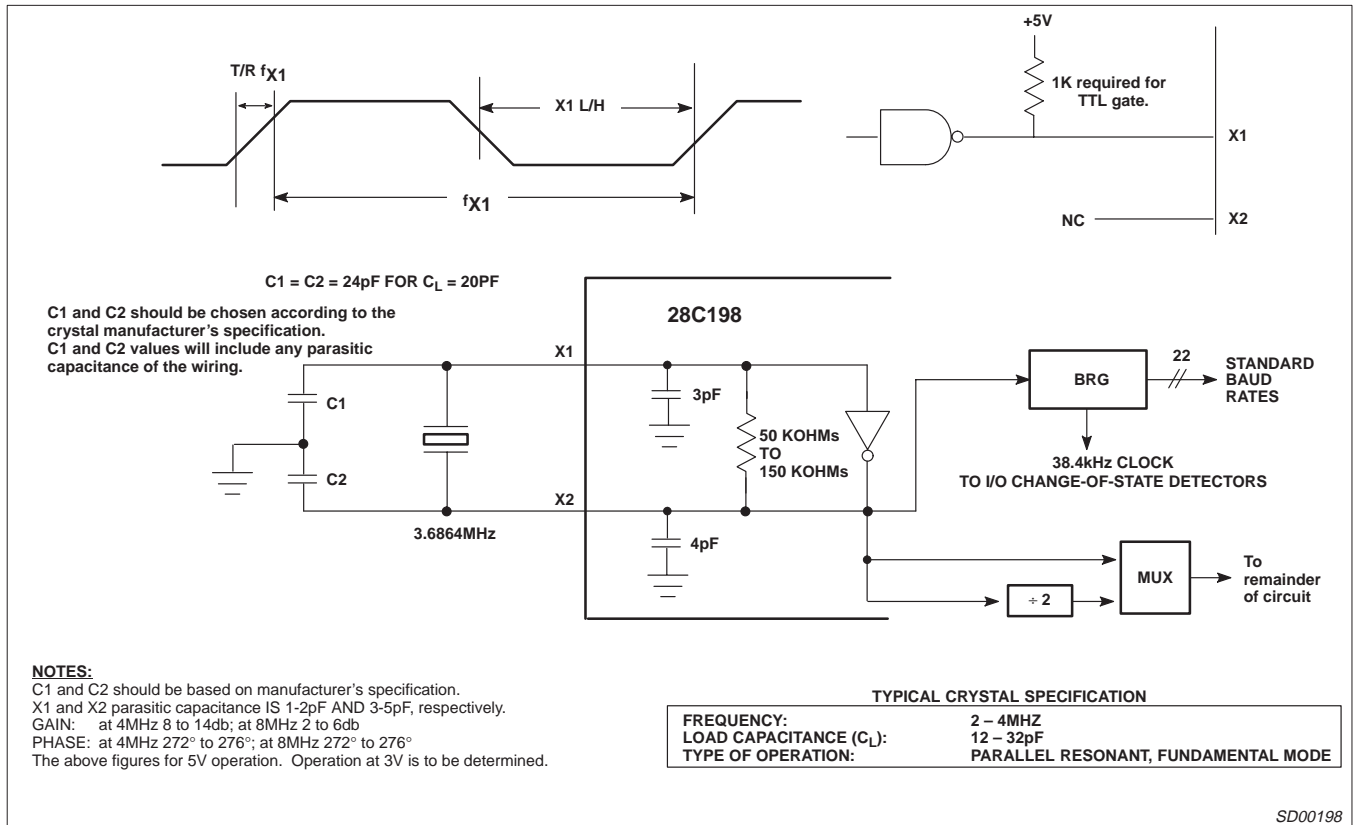 T/R fX1
X1 L/H
fX1
+5V
1K required for
TTL gate.
X1
NC
X2
C1 = C2 = 24pF FOR CL = 20PF
C1 and C2 should be chosen according to the
crystal manufacturer's specification.
C1 and C2 values will include any parasitic
capacitance of the wiring.
28C198
X1
C1
C2
3.6864MHz
X2
3pF
50 KOHMs
TO
150 KOHMs
4pF
BRG
22
STANDARD
BAUD
RATES
38.4kHz CLOCK
TO I/O CHANGE-OF-STATE DETECTORS
÷ 2
MUX
To
remainder
of circuit
NOTES:
C1 and C2 should be based on manufacturer's specification.
X1 and X2 parasitic capacitance IS 1-2pF AND 3-5pF, respectively.
GAIN: at 4MHz 8 to 14db; at 8MHz 2 to 6db
PHASE: at 4MHz 272° to 276°; at 8MHz 272° to 276°
The above figures for 5V operation. Operation at 3V is to be determined.
TYPICAL CRYSTAL SPECIFICATION
FREQUENCY: 2 – 4MHZ
LOAD CAPACITANCE (CL): 12 – 32pF
TYPE OF OPERATION: PARALLEL RESONANT, FUNDAMENTAL MODE
SD00198